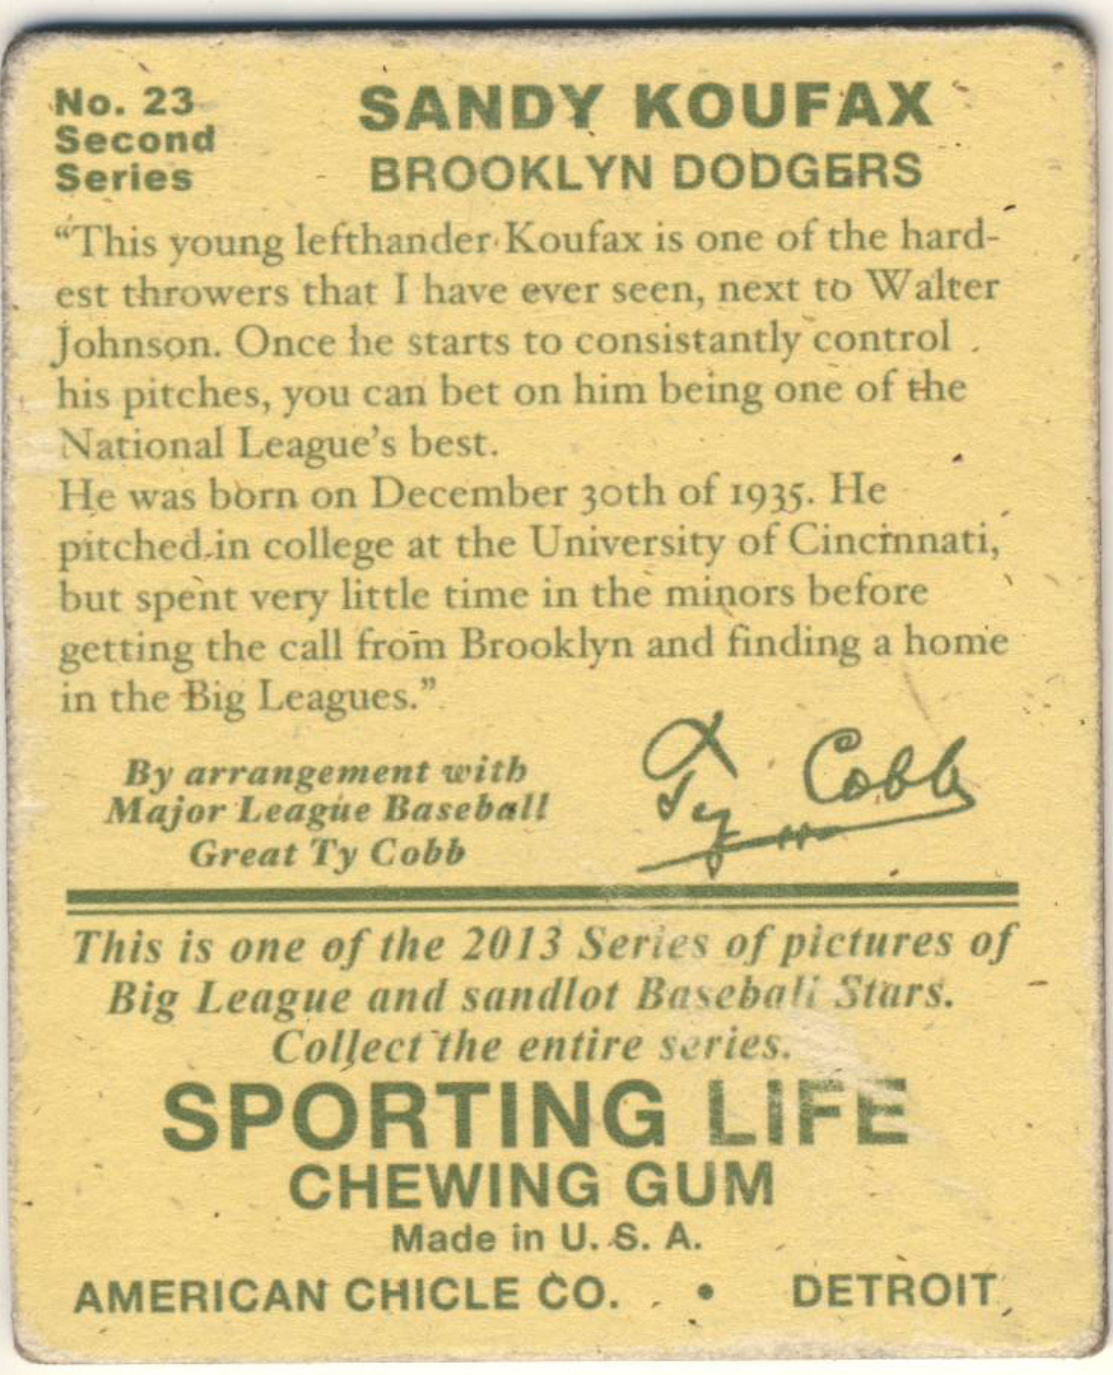 No. 23
Second
Series
SANDY KOUFAX
BROOKLYN DODGERS
“This young lefthander Koufax is one of the hard-
est throwers that I have ever seen, next to Walter
Johnson. Once he starts to consistantly control
his pitches, you can bet on him being one of the
National League’s best.
He was born on December 30th of 1935. He
pitched in college at the University of Cincinnati,
but spent very little time in the minors before
getting the call from Brooklyn and finding a home
in the Big Leagues.”
By arrangement with
Major League Baseball
Great Ty Cobb
Ty Cobb
This is one of the 2013 Series of pictures of
Big League and sandlot Baseball Stars.
Collect the entire series.
SPORTING LIFE
CHEWING GUM
Made in U. S. A.
AMERICAN CHICLE CO. • DETROIT